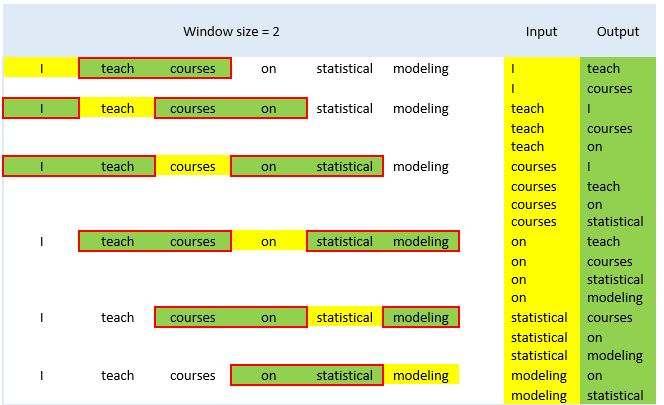 Window size = 2 Input Output
I teach courses on statistical modeling I teach
I courses
I teach courses on statistical modeling teach I
teach courses
teach on
I teach courses on statistical modeling courses I
courses teach
courses on
courses statistical
I teach courses on statistical modeling on teach
on courses
on statistical
on modeling
I teach courses on statistical modeling statistical courses
statistical on
statistical modeling
I teach courses on statistical modeling modeling on
modeling statistical